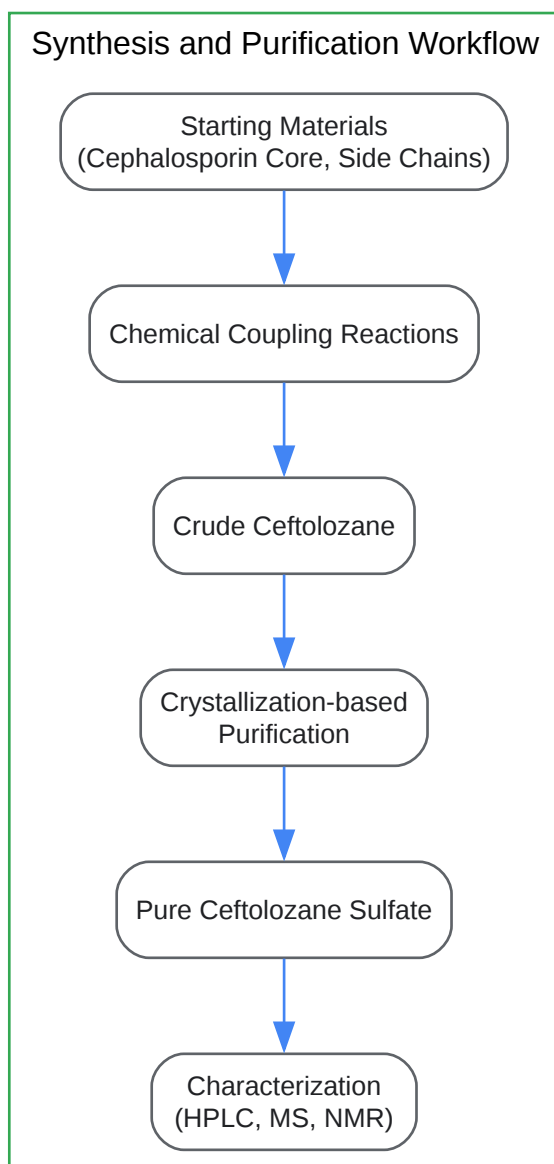 Synthesis and Purification Workflow
Starting Materials
(Cephalosporin Core, Side Chains)
Chemical Coupling Reactions
Crude Ceftolozane
Crystallization-based
Purification
Pure Ceftolozane Sulfate
Characterization
(HPLC, MS, NMR)